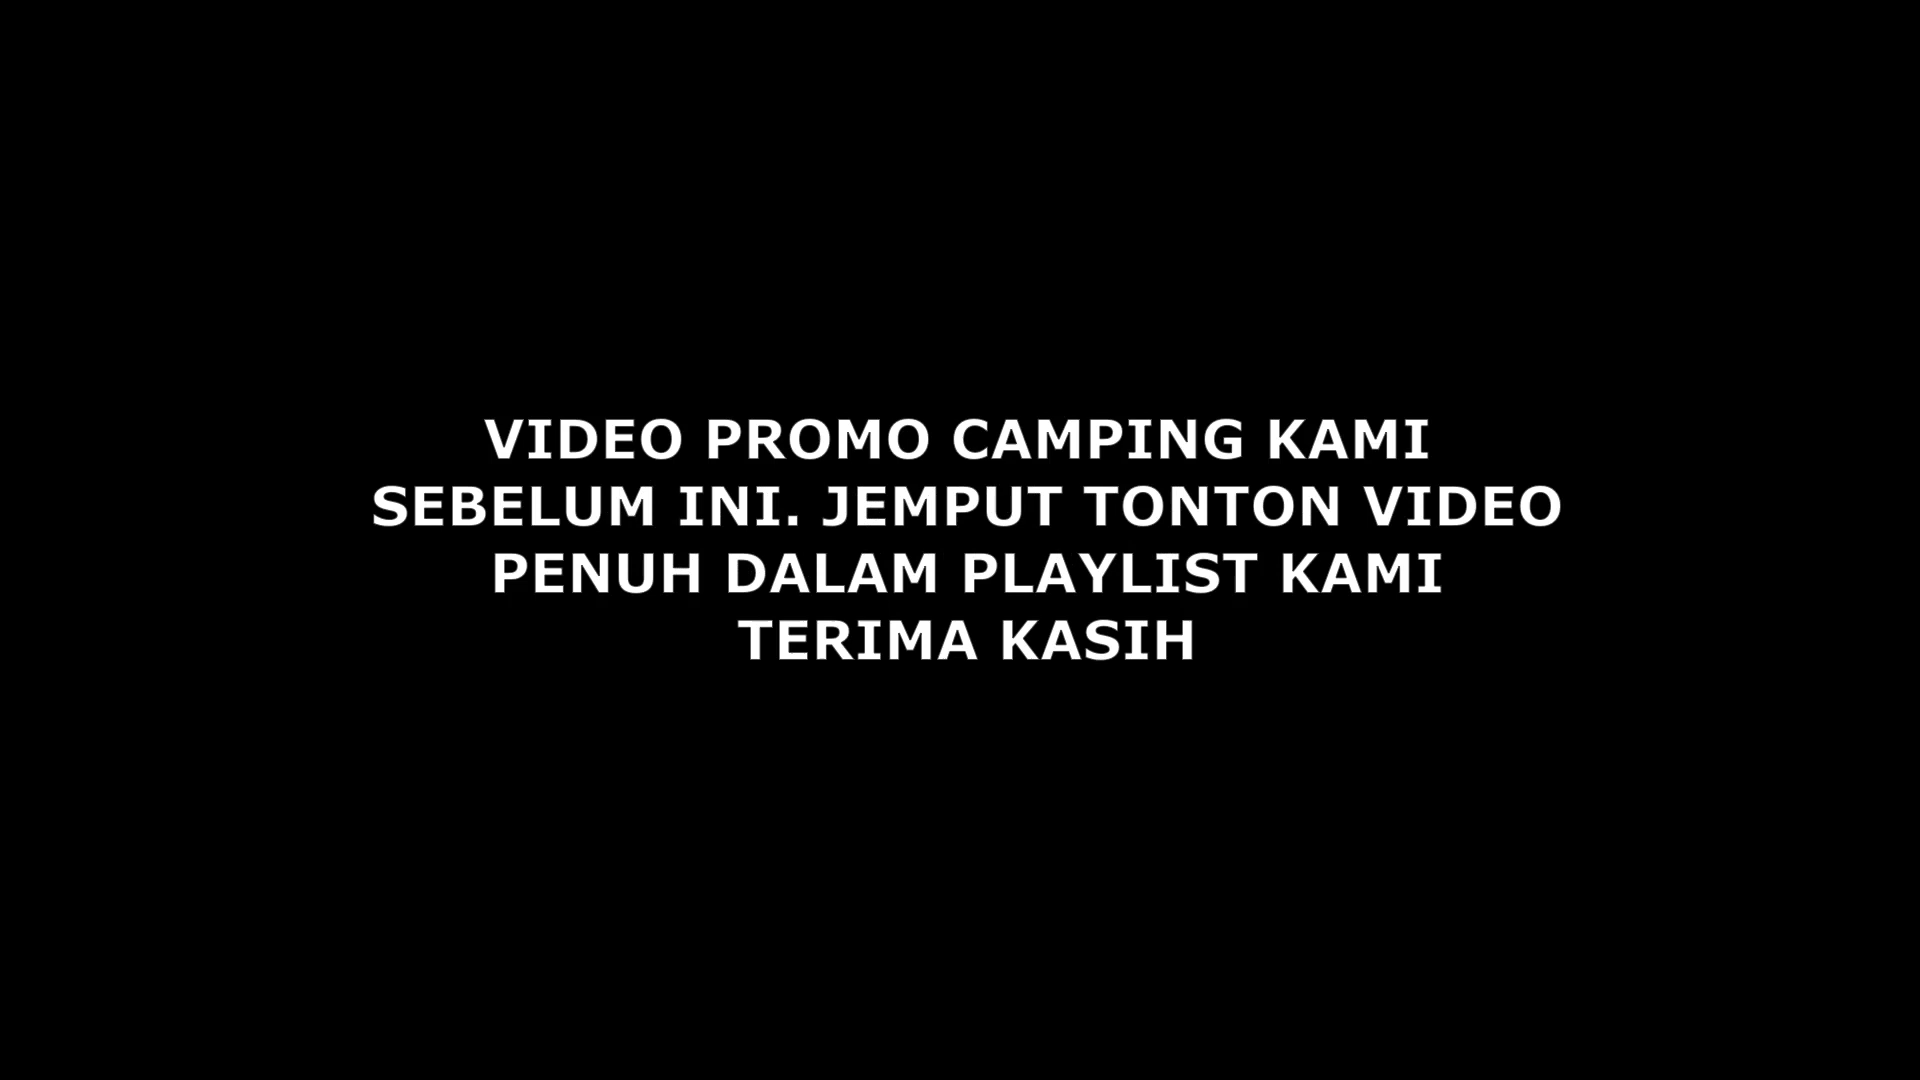 VIDEO PROMO CAMPING KAMI
SEBELUM INI. JEMPUT TONTON VIDEO
PENUH DALAM PLAYLIST KAMI
TERIMA KASIH